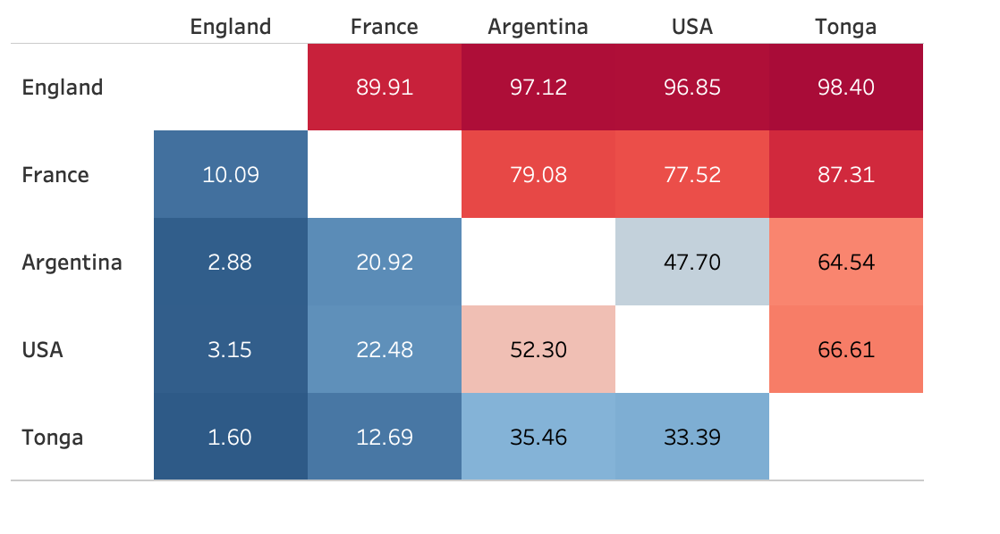 England France Argentina USA Tonga
England 89.91 97.12 96.85 98.40
France 10.09 79.08 77.52 87.31
Argentina 2.88 20.92 47.70 64.54
USA 3.15 22.48 52.30 66.61
Tonga 1.60 12.69 35.46 33.39